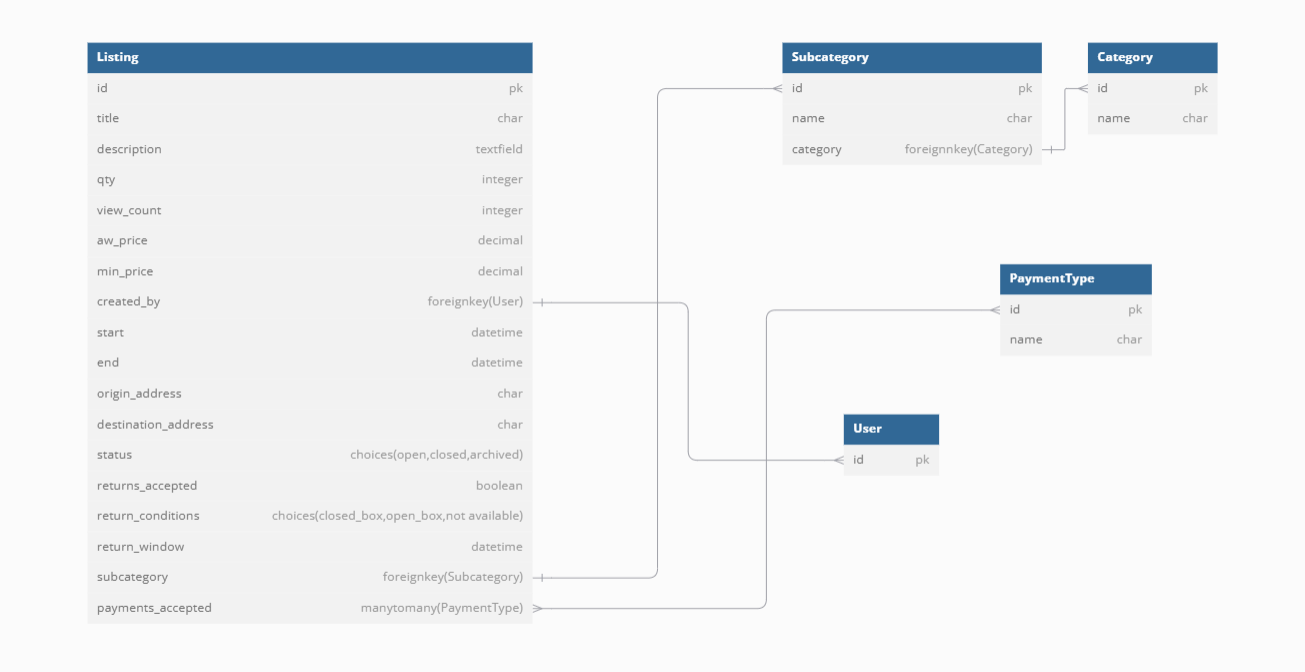 Listing
id pk
title char
description textfield
qty integer
view_count integer
aw_price decimal
min_price decimal
created_by foreignkey(User)
start datetime
end datetime
origin_address char
destination_address char
status choices(open,closed,archived)
returns_accepted boolean
return_conditions choices(closed_box,open_box,not available)
return_window datetime
subcategory foreignkey(Subcategory)
payments_accepted manytomany(PaymentType)
Subcategory
id pk
name char
category foreignnkey(Category)
Category
id pk
name char
PaymentType
id pk
name char
User
id pk